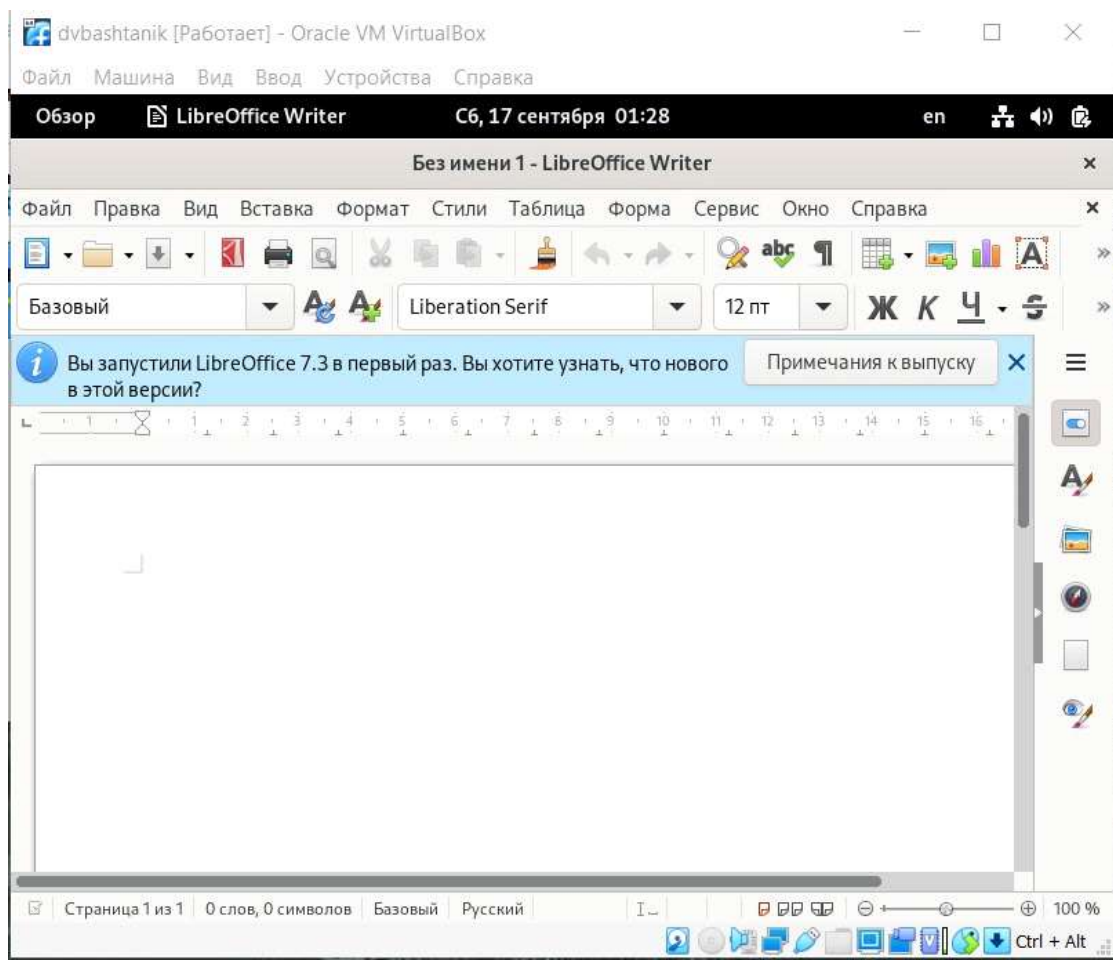 dvbashtanik [Работает] - Oracle VM VirtualBox
Файл Машина Вид Ввод Устройства Справка
Обзор LibreOffice Writer Сб, 17 сентября 01:28 en
Без имени 1 - LibreOffice Writer
Файл Правка Вид Вставка Формат Стили Таблица Форма Сервис Окно Справка
abc A
Базовый Liberation Serif 12 пт Ж К Ч S
Вы запустили LibreOffice 7.3 в первый раз. Вы хотите узнать, что нового Примечания к выпуску
в этой версии?
1 1 2 3 4 5 6 7 8 9 10 11 12 13 14 15 16
Страница 1 из 1 0 слов, 0 символов Базовый Русский 100 %
Ctrl + Alt